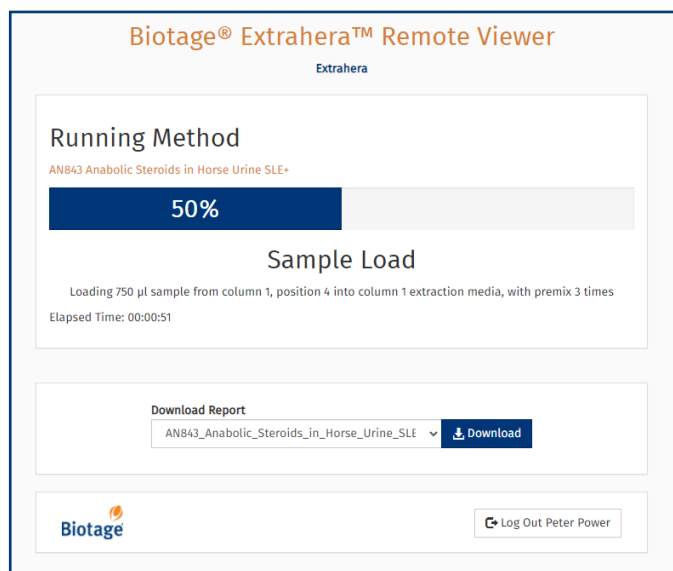 Biotage® Extrahera™ Remote Viewer
Extrahera
Running Method
AN843 Anabolic Steroids in Horse Urine SLE+
50%
Sample Load
Loading 750 µl sample from column 1, position 4 into column 1 extraction media, with premix 3 times
Elapsed Time: 00:00:51
Download Report
AN843_Anabolic_Steroids_in_Horse_Urine_SLE
Download
Biotage
Log Out Peter Power